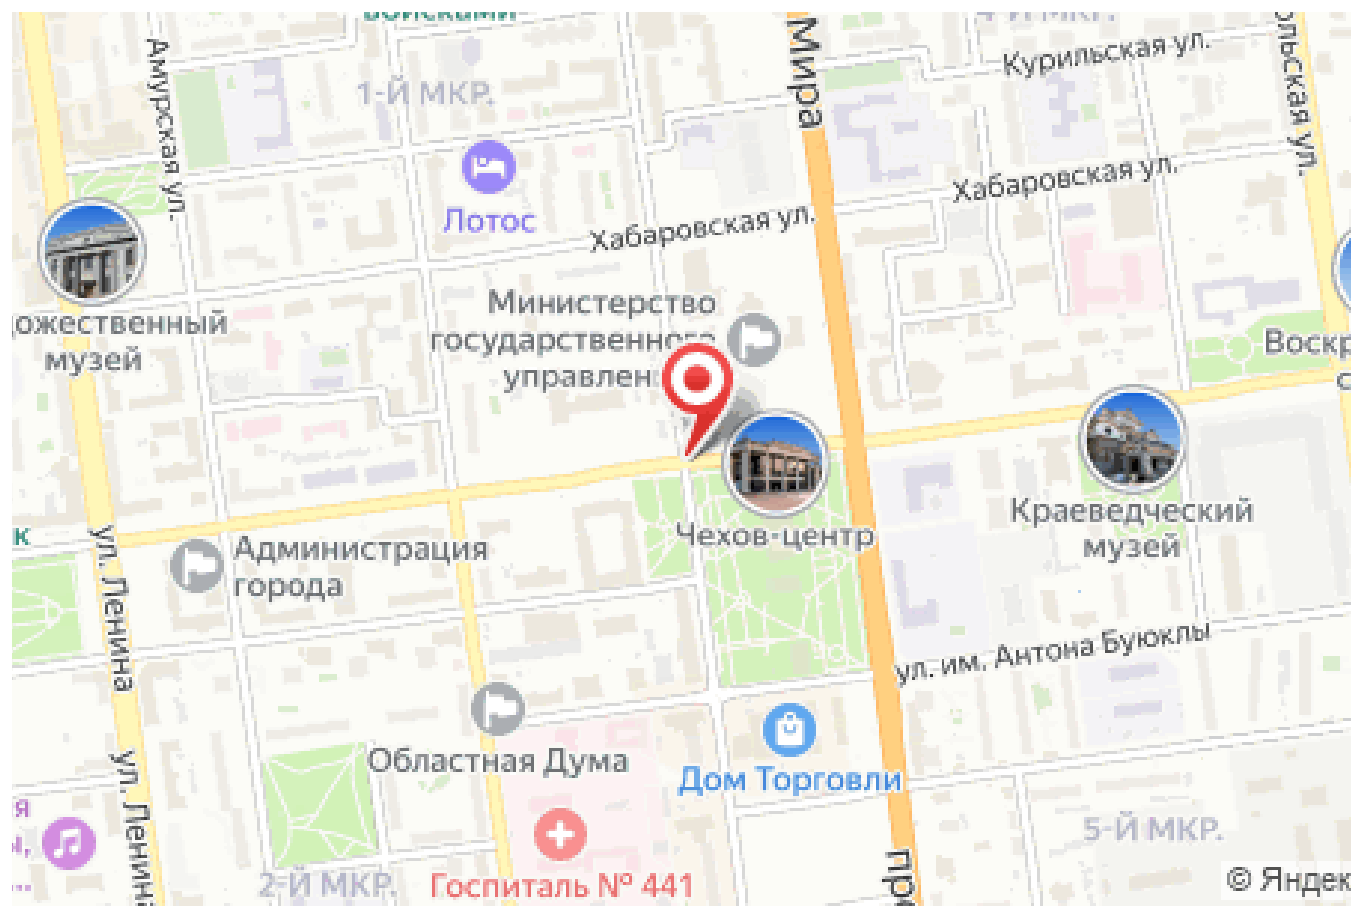 Амурская ул.
1-Й МКР.
Мира
Курильская ул.
Хабаровская ул.
Лотос
Хабаровская ул.
Министерство
государственного
управлен
ожественный
музей
Воскр
Чехов-центр
Краеведческий
музей
Администрация
города
ул. Ленина
ул. им. Антона Буюклы
Областная Дума
Дом Торговли
ул. Ленина
5-Й МКР.
2-Й МКР.
Госпиталь № 441
© Яндек